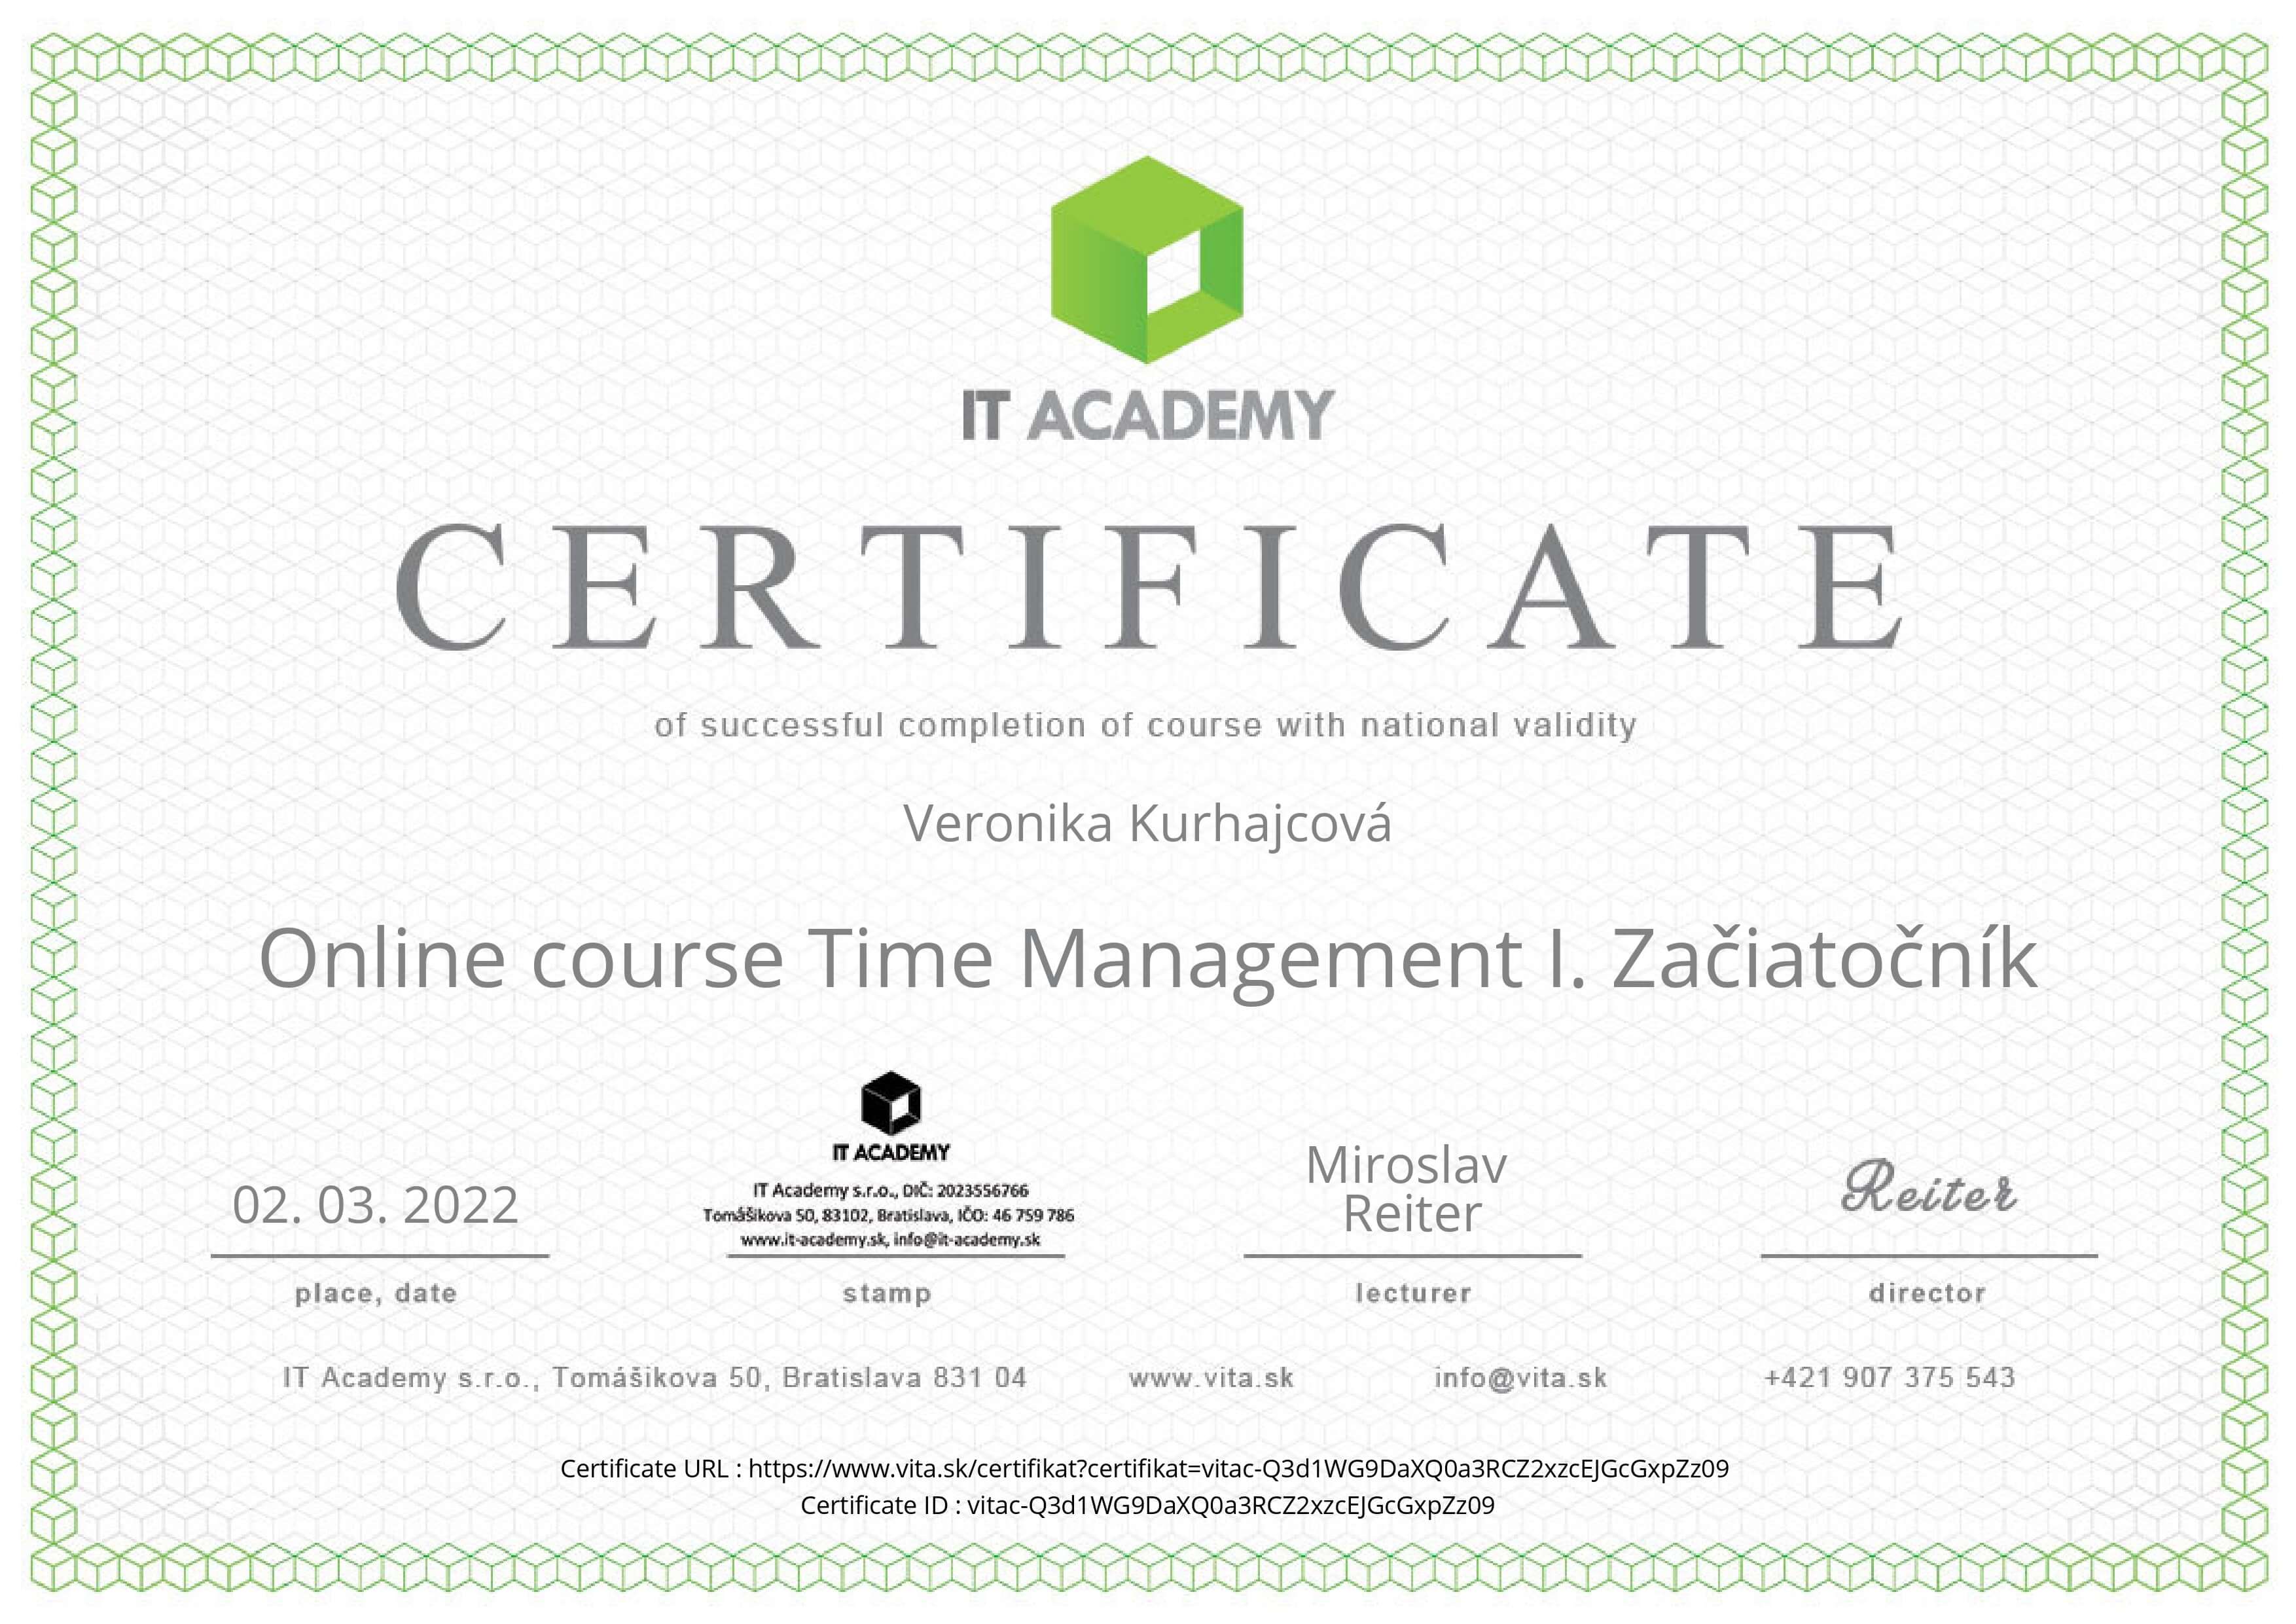 IT ACADEMY
CERTIFICATE
of successful completion of course with national validity
Veronika Kurhajcová
Online course Time Management I. Začiatočník
IT ACADEMY
IT Academy s.r.o., DIČ: 2023556766
Tomášikova 50, 83102, Bratislava, IČO: 46 759 786
www.it-academy.sk, info@it-academy.sk
02. 03. 2022
Miroslav
Reiter
Reiter
place, date
stamp
lecturer
director
IT Academy s.r.o., Tomášikova 50, Bratislava 831 04 www.vita.sk info@vita.sk +421 907 375 543
Certificate URL : https://www.vita.sk/certifikat?certifikat=vitac-Q3d1WG9DaXQ0a3RCZ2xzcEJGcGxpZz09
Certificate ID : vitac-Q3d1WG9DaXQ0a3RCZ2xzcEJGcGxpZz09